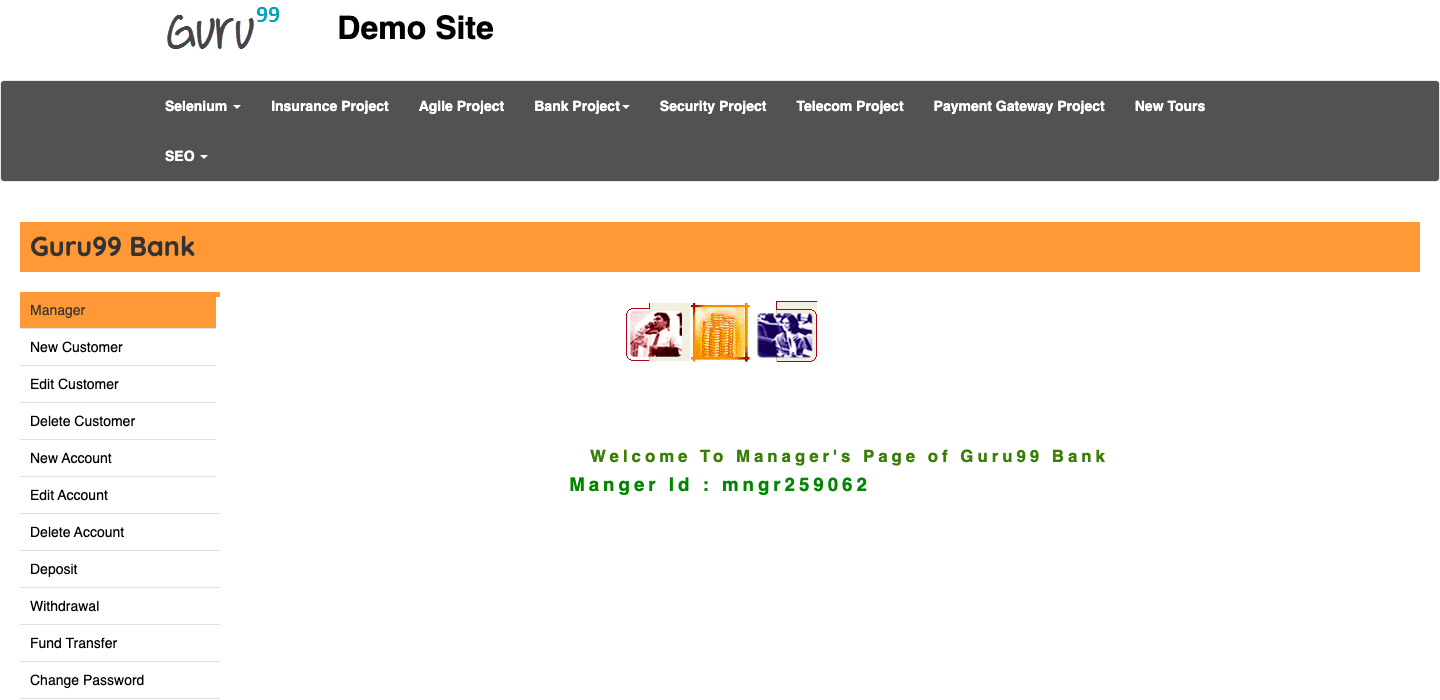 Guru99
Demo Site
Selenium
Insurance Project
Agile Project
Bank Project
Security Project
Telecom Project
Payment Gateway Project
New Tours
SEO
Guru99 Bank
Manager
New Customer
Edit Customer
Delete Customer
New Account
Edit Account
Delete Account
Deposit
Withdrawal
Fund Transfer
Change Password
Welcome To Manager's Page of Guru99 Bank
Manger Id : mngr259062